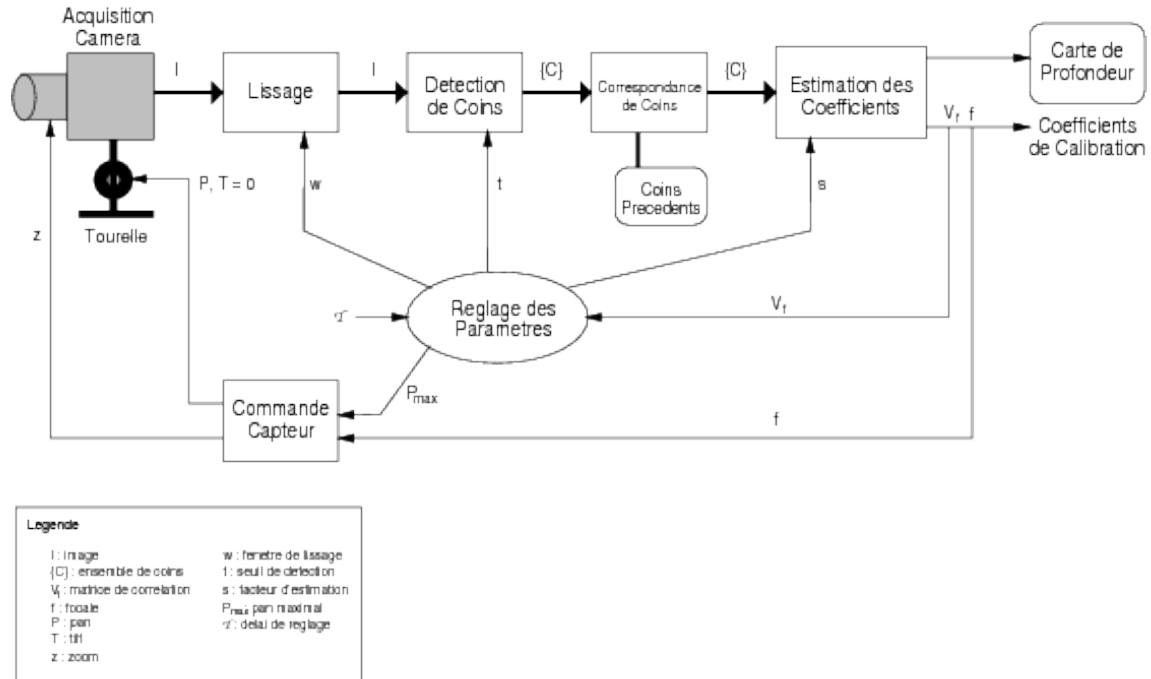 Acquisition
Camera
I
Lissage
I
Detection
de Coins
{C}
Correspondance
de Coins
{C}
Estimation des
Coefficients
Carte de
Profondeur
Vf f
Coefficients
de Calibration
P, T = 0
w
t
Coins
Precedents
s
Tourelle
z
𝒯
Reglage des
Parametres
Vf
Pmax
Commande
Capteur
f
Legende
I : image
{C} : ensemble de coins
Vf : matrice de correlation
f : focale
P : pan
T : tilt
z : zoom
w : fenetre de lissage
t : seuil de detection
s : facteur d'estimation
Pmax pan maximal
𝒯 : delai de reglage